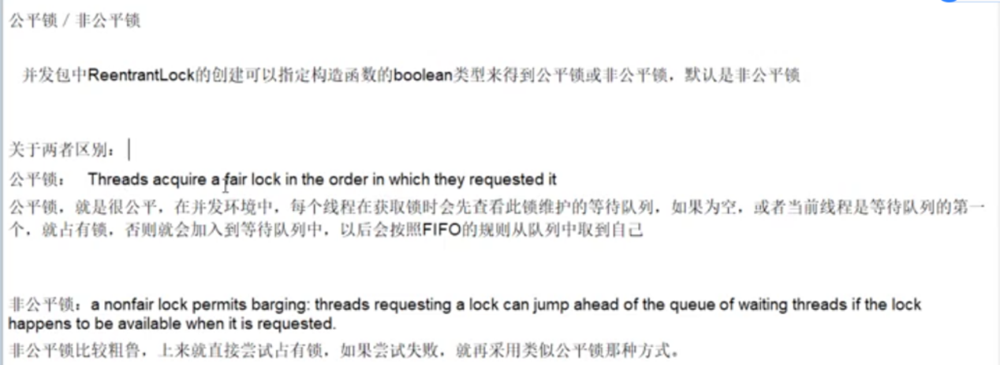 公平锁 / 非公平锁
并发包中ReentrantLock的创建可以指定构造函数的boolean类型来得到公平锁或非公平锁，默认是非公平锁
关于两者区别：
公平锁： Threads acquire a fair lock in the order in which they requested it
公平锁，就是很公平，在并发环境中，每个线程在获取锁时会先查看此锁维护的等待队列，如果为空，或者当前线程是等待队列的第一
个，就占有锁，否则就会加入到等待队列中，以后会按照FIFO的规则从队列中取到自己
非公平锁：a nonfair lock permits barging: threads requesting a lock can jump ahead of the queue of waiting threads if the lock
happens to be available when it is requested.
非公平锁比较粗鲁，上来就直接尝试占有锁，如果尝试失败，就再采用类似公平锁那种方式。